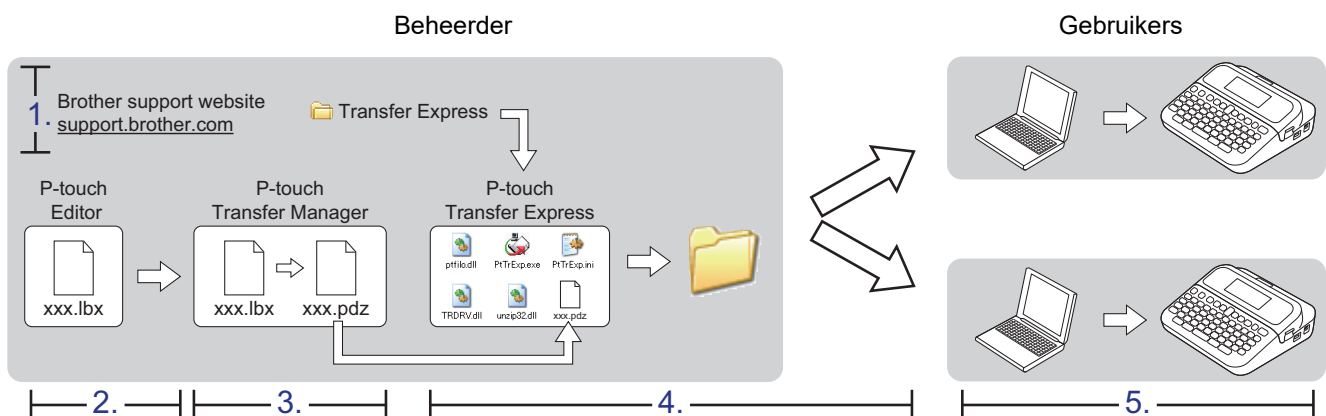 Beheerder
Gebruikers
1.
Brother support website
support.brother.com
Transfer Express
P-touch
Editor
xxx.lbx
P-touch
Transfer Manager
xxx.lbx
xxx.pdz
P-touch
Transfer Express
ptfilo.dll
PtTrExp.exe
PtTrExp.ini
TRDRV.dll
unzip32.dll
xxx.pdz
2.
3.
4.
5.